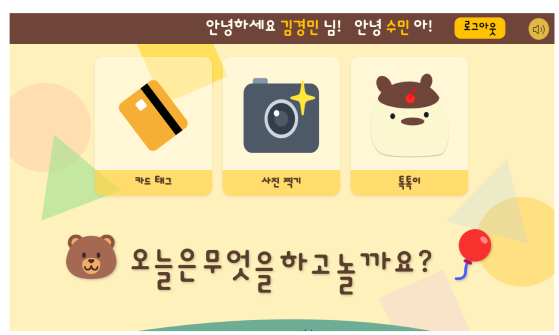 안녕하세요 김경민 님! 안녕 수민 아! 로그아웃
카드 태그
사진 찍기
톡톡이
오늘은 무엇을 하고 놀 까요?